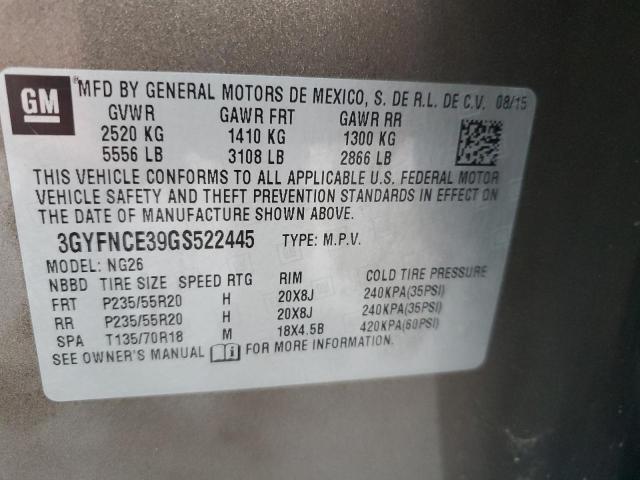 GM
MFD BY GENERAL MOTORS DE MEXICO, S. DE R.L. DE C.V. 08/15
GVWR GAWR FRT GAWR RR
2520 KG 1410 KG 1300 KG
5556 LB 3108 LB 2866 LB
THIS VEHICLE CONFORMS TO ALL APPLICABLE U.S. FEDERAL MOTOR
VEHICLE SAFETY AND THEFT PREVENTION STANDARDS IN EFFECT ON
THE DATE OF MANUFACTURE SHOWN ABOVE.
3GYFNCE39GS522445 TYPE: M.P.V.
MODEL: NG26
NBBD TIRE SIZE SPEED RTG RIM COLD TIRE PRESSURE
FRT P235/55R20 H 20X8J 240KPA(35PSI)
RR P235/55R20 H 20X8J 240KPA(35PSI)
SPA T135/70R18 M 18X4.5B 420KPA(60PSI)
SEE OWNER'S MANUAL FOR MORE INFORMATION.